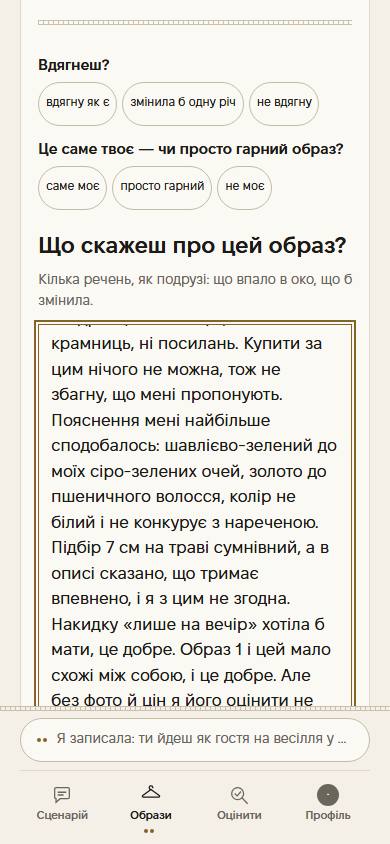 Вдягнеш?
вдягну як є
змінила б одну річ
не вдягну
Це саме твоє — чи просто гарний образ?
саме моє
просто гарний
не моє
Що скажеш про цей образ?
Кілька речень, як подрузі: що впало в око, що б
змінила.
крамниць, ні посилань. Купити за
цим нічого не можна, тож не
збагну, що мені пропонують.
Пояснення мені найбільше
сподобалось: шавлієво-зелений до
моїх сіро-зелених очей, золото до
пшеничного волосся, колір не
білий і не конкурує з нареченою.
Підбір 7 см на траві сумнівний, а в
описі сказано, що тримає
впевнено, і я з цим не згодна.
Накидку «лише на вечір» хотіла б
мати, це добре. Образ 1 і цей мало
схожі між собою, і це добре. Але
без фото й цін я його оцінити не
Я записала: ти йдеш як гостя на весілля у ...
Сценарій
Образи
Оцінити
Профіль